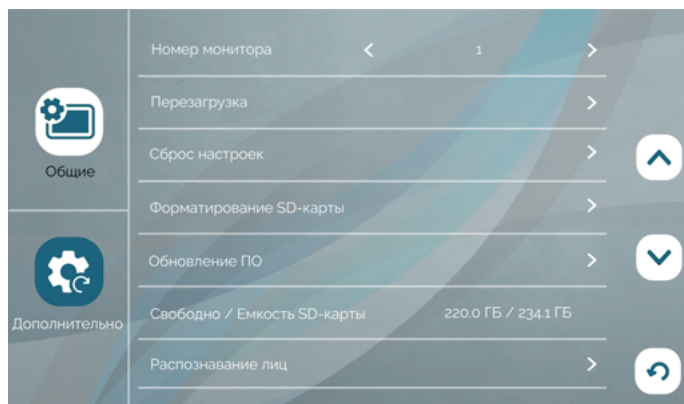 Номер монитора 1
Перезагрузка
Сброс настроек
Общие
Форматирование SD-карты
Обновление ПО
Дополнительно
Свободно / Емкость SD-карты 220.0 ГБ / 234.1 ГБ
Распознавание лиц